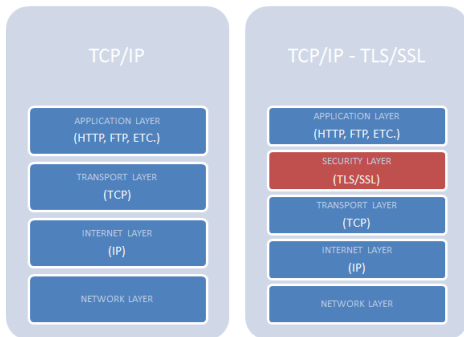 TCP/IP
APPLICATION LAYER
(HTTP, FTP, ETC.)
TRANSPORT LAYER
(TCP)
INTERNET LAYER
(IP)
NETWORK LAYER
TCP/IP - TLS/SSL
APPLICATION LAYER
(HTTP, FTP, ETC.)
SECURITY LAYER
(TLS/SSL)
TRANSPORT LAYER
(TCP)
INTERNET LAYER
(IP)
NETWORK LAYER